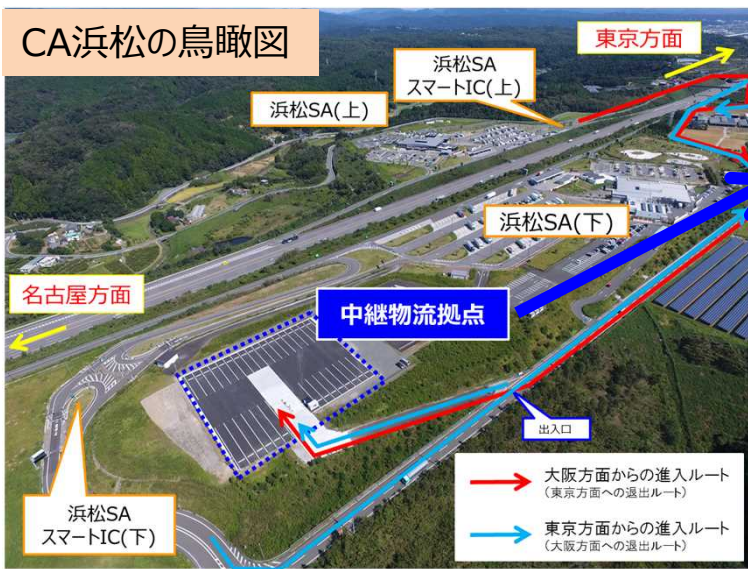 CA浜松の鳥瞰図
東京方面
浜松SA
スマートIC(上)
浜松SA(上)
浜松SA(下)
名古屋方面
中継物流拠点
出入口
浜松SA
スマートIC(下)
大阪方面からの進入ルート
(東京方面への退出ルート)
東京方面からの進入ルート
(大阪方面への退出ルート)